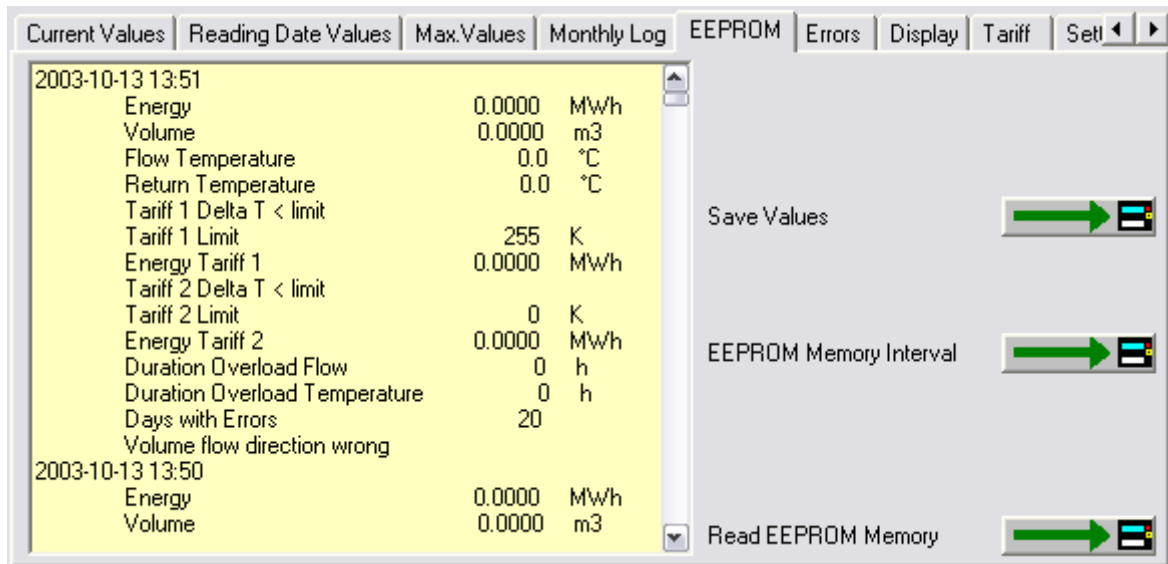 Current Values Reading Date Values Max.Values Monthly Log EEPROM Errors Display Tariff Sett
2003-10-13 13:51
Energy 0.0000 MWh
Volume 0.0000 m3
Flow Temperature 0.0 °C
Return Temperature 0.0 °C
Tariff 1 Delta T < limit
Tariff 1 Limit 255 K
Energy Tariff 1 0.0000 MWh
Tariff 2 Delta T < limit
Tariff 2 Limit 0 K
Energy Tariff 2 0.0000 MWh
Duration Overload Flow 0 h
Duration Overload Temperature 0 h
Days with Errors 20
Volume flow direction wrong
2003-10-13 13:50
Energy 0.0000 MWh
Volume 0.0000 m3
Save Values
EEPROM Memory Interval
Read EEPROM Memory